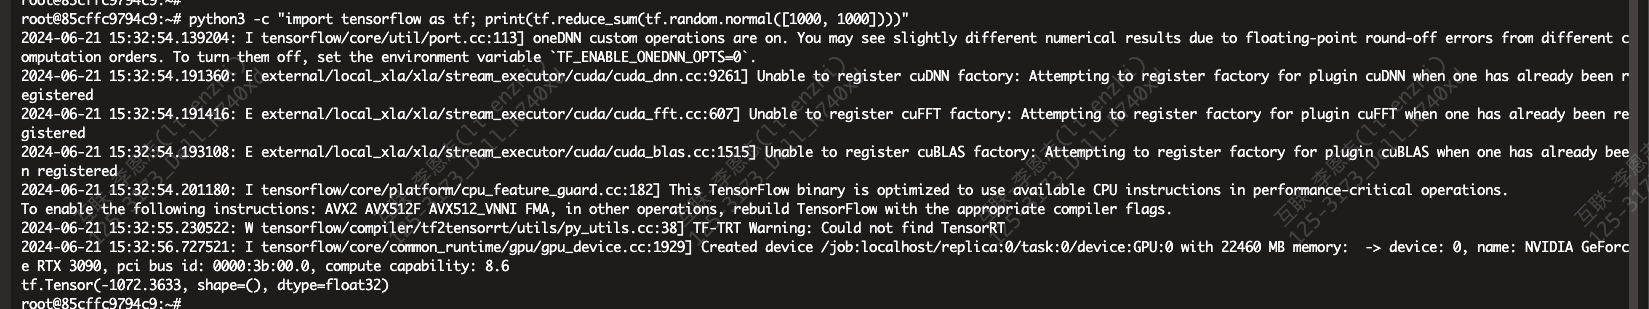 root@85cffc9794c9:~#
root@85cffc9794c9:~# python3 -c "import tensorflow as tf; print(tf.reduce_sum(tf.random.normal([1000, 1000])))"
2024-06-21 15:32:54.139204: I tensorflow/core/util/port.cc:113] oneDNN custom operations are on. You may see slightly different numerical results due to floating-point round-off errors from different c
omputation orders. To turn them off, set the environment variable `TF_ENABLE_ONEDNN_OPTS=0`.
2024-06-21 15:32:54.191360: E external/local_xla/xla/stream_executor/cuda/cuda_dnn.cc:9261] Unable to register cuDNN factory: Attempting to register factory for plugin cuDNN when one has already been r
egistered
2024-06-21 15:32:54.191416: E external/local_xla/xla/stream_executor/cuda/cuda_fft.cc:607] Unable to register cuFFT factory: Attempting to register factory for plugin cuFFT when one has already been re
gistered
2024-06-21 15:32:54.193108: E external/local_xla/xla/stream_executor/cuda/cuda_blas.cc:1515] Unable to register cuBLAS factory: Attempting to register factory for plugin cuBLAS when one has already bee
n registered
2024-06-21 15:32:54.201180: I tensorflow/core/platform/cpu_feature_guard.cc:182] This TensorFlow binary is optimized to use available CPU instructions in performance-critical operations.
To enable the following instructions: AVX2 AVX512F AVX512_VNNI FMA, in other operations, rebuild TensorFlow with the appropriate compiler flags.
2024-06-21 15:32:55.230522: W tensorflow/compiler/tf2tensorrt/utils/py_utils.cc:38] TF-TRT Warning: Could not find TensorRT
2024-06-21 15:32:56.727521: I tensorflow/core/common_runtime/gpu/gpu_device.cc:1929] Created device /job:localhost/replica:0/task:0/device:GPU:0 with 22460 MB memory:  -> device: 0, name: NVIDIA GeForc
e RTX 3090, pci bus id: 0000:3b:00.0, compute capability: 8.6
tf.Tensor(-1072.3633, shape=(), dtype=float32)
root@85cffc9794c9:~#